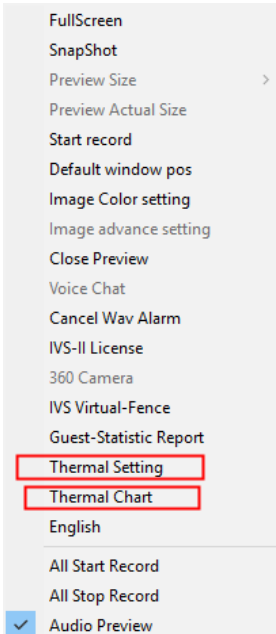 FullScreen
SnapShot
Preview Size
Preview Actual Size
Start record
Default window pos
Image Color setting
Image advance setting
Close Preview
Voice Chat
Cancel Wav Alarm
IVS-II License
360 Camera
IVS Virtual-Fence
Guest-Statistic Report
Thermal Setting
Thermal Chart
English
All Start Record
All Stop Record
Audio Preview